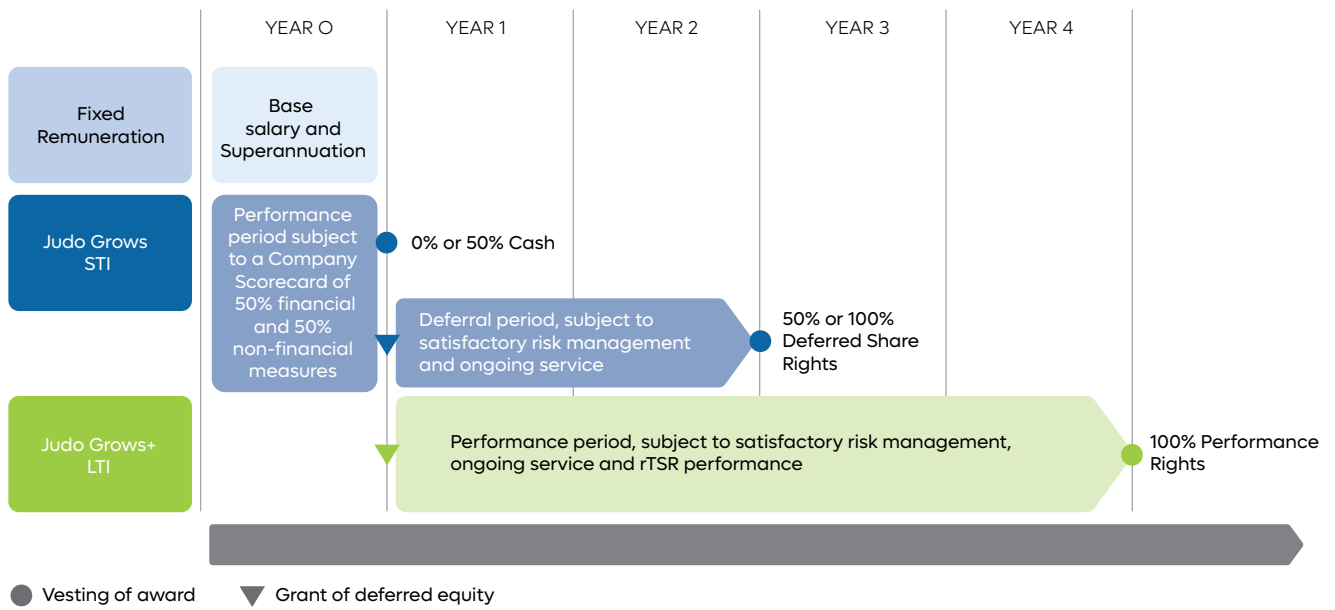 YEAR 0
YEAR 1
YEAR 2
YEAR 3
YEAR 4
Fixed
Remuneration
Base
salary and
Superannuation
Judo Grows
STI
Performance
period subject
to a Company
Scorecard of
50% financial
and 50%
non-financial
measures
0% or 50% Cash
Deferral period, subject to
satisfactory risk management
and ongoing service
50% or 100%
Deferred Share
Rights
Judo Grows+
LTI
Performance period, subject to satisfactory risk management,
ongoing service and rTSR performance
100% Performance
Rights
Vesting of award
Grant of deferred equity